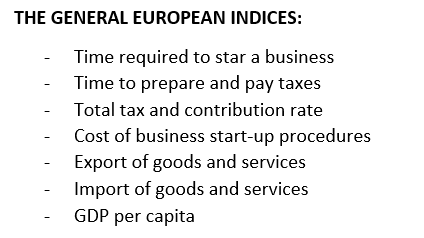 THE GENERAL EUROPEAN INDICES:
- Time required to star a business
- Time to prepare and pay taxes
- Total tax and contribution rate
- Cost of business start-up procedures
- Export of goods and services
- Import of goods and services
- GDP per capita